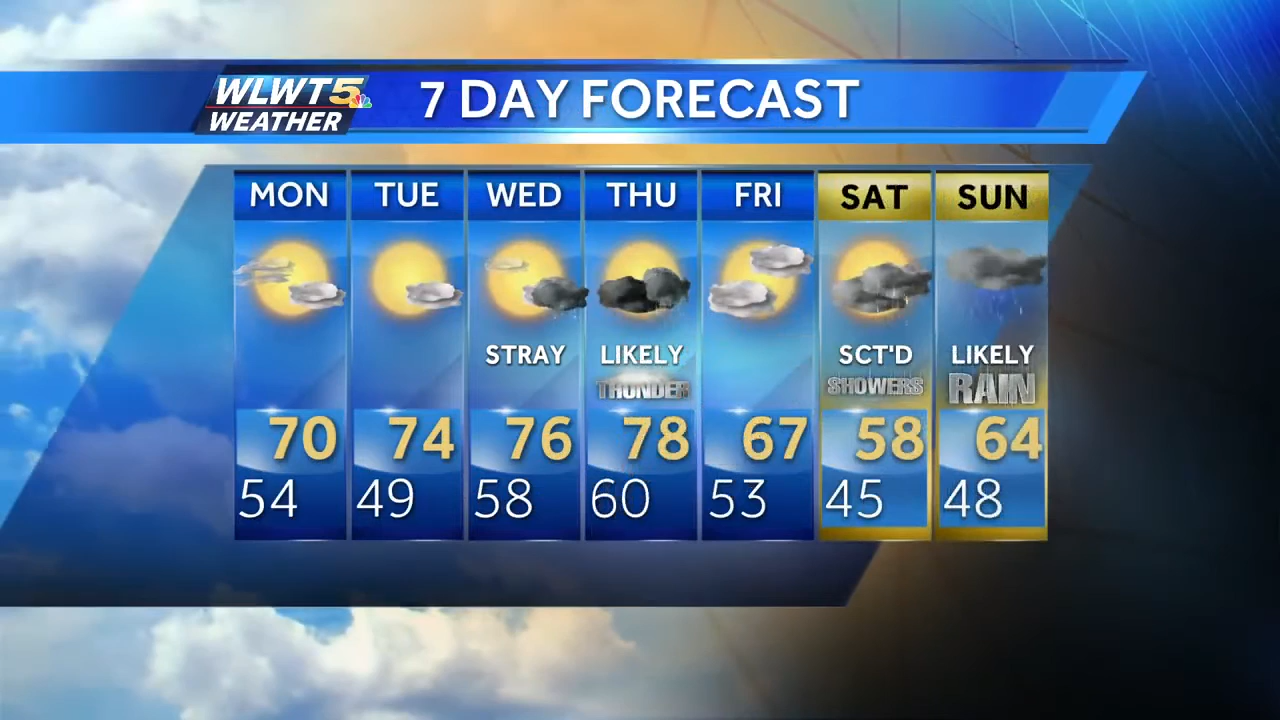 WLWT5
WEATHER
7 DAY FORECAST
MON TUE WED THU FRI SAT SUN
STRAY LIKELY SCT'D LIKELY
THUNDER SHOWERS RAIN
70 74 76 78 67 58 64
54 49 58 60 53 45 48